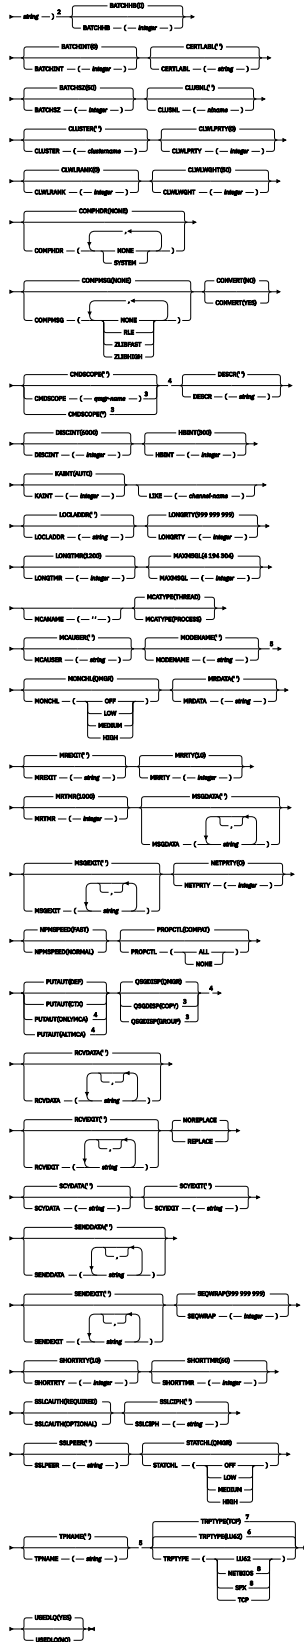 string ) 2 BATCHHB(0)
BATCHHB ( integer )
BATCHINT(0) CERTLABL(' ')
BATCHINT ( integer ) CERTLABL ( string )
BATCHSZ(50) CLUSNL(' ')
BATCHSZ ( integer ) CLUSNL ( nlname )
CLUSTER(' ') CLWLPRTY(0)
CLUSTER ( clustername ) CLWLPRTY ( integer )
CLWLRANK(0) CLWLWGHT(50)
CLWLRANK ( integer ) CLWLWGHT ( integer )
COMPHDR(NONE)
,
COMPHDR ( NONE )
SYSTEM
COMPMSG(NONE) CONVERT(NO)
, CONVERT(YES)
COMPMSG ( NONE )
RLE
ZLIBFAST
ZLIBHIGH
CMDSCOPE(' ') 4 DESCR(' ')
CMDSCOPE ( qmgr-name ) 3 DESCR ( string )
CMDSCOPE(*) 3
DISCINT(6000) HBINT(300)
DISCINT ( integer ) HBINT ( integer )
KAINT(AUTO)
KAINT ( integer ) LIKE ( channel-name )
LOCLADDR(' ') LONGRTY(999 999 999)
LOCLADDR ( string ) LONGRTY ( integer )
LONGTMR(1200) MAXMSGL(4 194 304)
LONGTMR ( integer ) MAXMSGL ( integer )
MCATYPE(THREAD)
MCANAME ( ' ' ) MCATYPE(PROCESS)
MCAUSER(' ') MODENAME(' ') 5
MCAUSER ( string ) MODENAME ( string )
MONCHL(QMGR) MRDATA(' ')
MONCHL ( OFF ) MRDATA ( string )
LOW
MEDIUM
HIGH
MREXIT(' ') MRRTY(10)
MREXIT ( string ) MRRTY ( integer )
MRTMR(1000) MSGDATA(' ')
MRTMR ( integer ) ,
MSGDATA ( string )
MSGEXIT(' ') NETPRTY(0)
, NETPRTY ( integer )
MSGEXIT ( string )
NPMSPEED(FAST) PROPCTL(COMPAT)
NPMSPEED(NORMAL) PROPCTL ( ALL )
NONE
PUTAUT(DEF) QSGDISP(QMGR) 4
PUTAUT(CTX) QSGDISP(COPY) 3
PUTAUT(ONLYMCA) 4 QSGDISP(GROUP) 3
PUTAUT(ALTMCA) 4
RCVDATA(' ')
,
RCVDATA ( string )
RCVEXIT(' ') NOREPLACE
, REPLACE
RCVEXIT ( string )
SCYDATA(' ') SCYEXIT(' ')
SCYDATA ( string ) SCYEXIT ( string )
SENDDATA(' ')
,
SENDDATA ( string )
SENDEXIT(' ') SEQWRAP(999 999 999)
, SEQWRAP ( integer )
SENDEXIT ( string )
SHORTRTY(10) SHORTTMR(60)
SHORTRTY ( integer ) SHORTTMR ( integer )
SSLCAUTH(REQUIRED) SSLCIPH(' ')
SSLCAUTH(OPTIONAL) SSLCIPH ( string )
SSLPEER(' ') STATCHL(QMGR)
SSLPEER ( string ) STATCHL ( OFF )
LOW
MEDIUM
HIGH
TRPTYPE(TCP) 7
TPNAME(' ') 5 TRPTYPE(LU62) 6
TPNAME ( string ) TRPTYPE ( LU62 )
NETBIOS 8
SPX 8
TCP
USEDLQ(YES)
USEDLQ(NO)